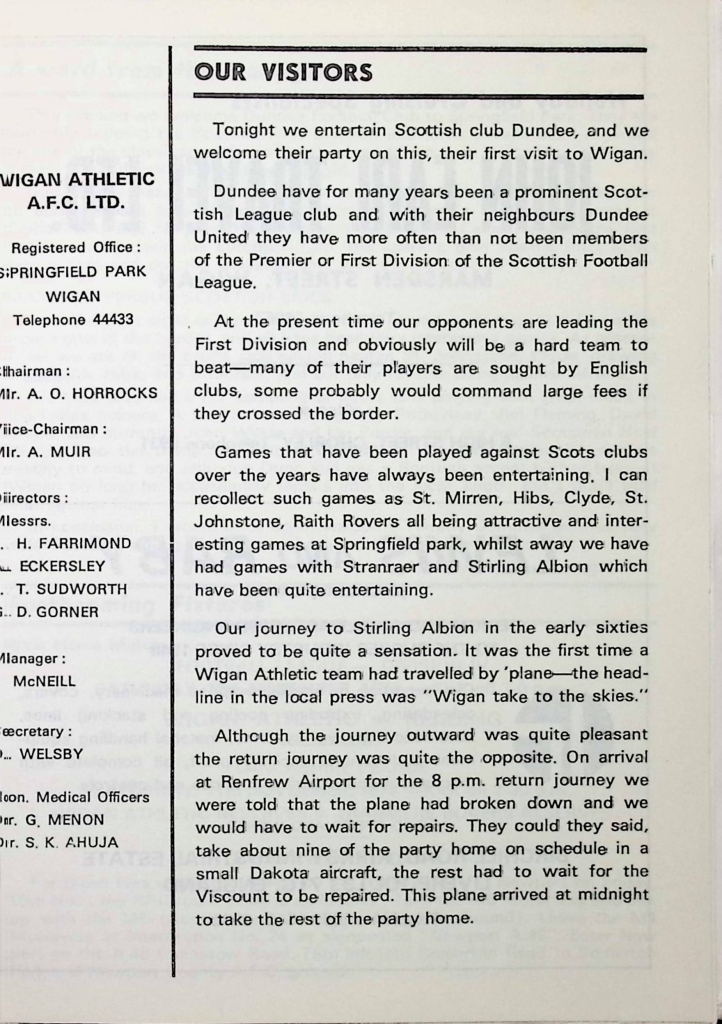 WIGAN ATHLETIC
A.F.C. LTD.
Registered Office :
SPRINGFIELD PARK
WIGAN
Telephone 44433
Chairman :
Mr. A. O. HORROCKS
Vice-Chairman :
Mr. A. MUIR
Directors :
Messrs.
H. FARRIMOND
ECKERSLEY
T. SUDWORTH
D. GORNER
Manager :
McNEILL
Secretary :
WELSBY
Hon. Medical Officers
Dr. G. MENON
Dr. S. K. AHUJA
OUR VISITORS
Tonight we entertain Scottish club Dundee, and we
welcome their party on this, their first visit to Wigan.
Dundee have for many years been a prominent Scot-
tish League club and with their neighbours Dundee
United they have more often than not been members
of the Premier or First Division of the Scottish Football
League.
At the present time our opponents are leading the
First Division and obviously will be a hard team to
beat—many of their players are sought by English
clubs, some probably would command large fees if
they crossed the border.
Games that have been played against Scots clubs
over the years have always been entertaining. I can
recollect such games as St. Mirren, Hibs, Clyde, St.
Johnstone, Raith Rovers all being attractive and inter-
esting games at Springfield park, whilst away we have
had games with Stranraer and Stirling Albion which
have been quite entertaining.
Our journey to Stirling Albion in the early sixties
proved to be quite a sensation. It was the first time a
Wigan Athletic team had travelled by 'plane—the head-
line in the local press was "Wigan take to the skies."
Although the journey outward was quite pleasant
the return journey was quite the opposite. On arrival
at Renfrew Airport for the 8 p.m. return journey we
were told that the plane had broken down and we
would have to wait for repairs. They could they said,
take about nine of the party home on schedule in a
small Dakota aircraft, the rest had to wait for the
Viscount to be repaired. This plane arrived at midnight
to take the rest of the party home.